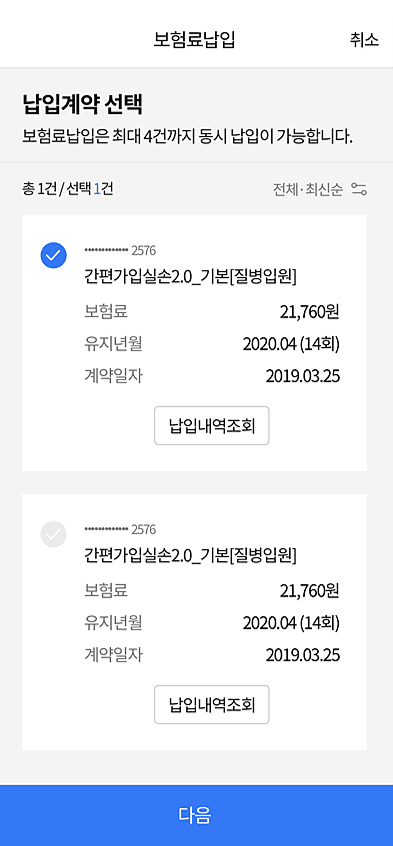 보험료납입
취소
납입계약 선택
보험료납입은 최대 4건까지 동시 납입이 가능합니다.
총 1건 / 선택 1건
전체·최신순
••••••••••••• 2576
간편가입실손2.0_기본[질병입원]
보험료 21,760원
유지년월 2020.04 (14회)
계약일자 2019.03.25
납입내역조회
••••••••••••• 2576
간편가입실손2.0_기본[질병입원]
보험료 21,760원
유지년월 2020.04 (14회)
계약일자 2019.03.25
납입내역조회
다음